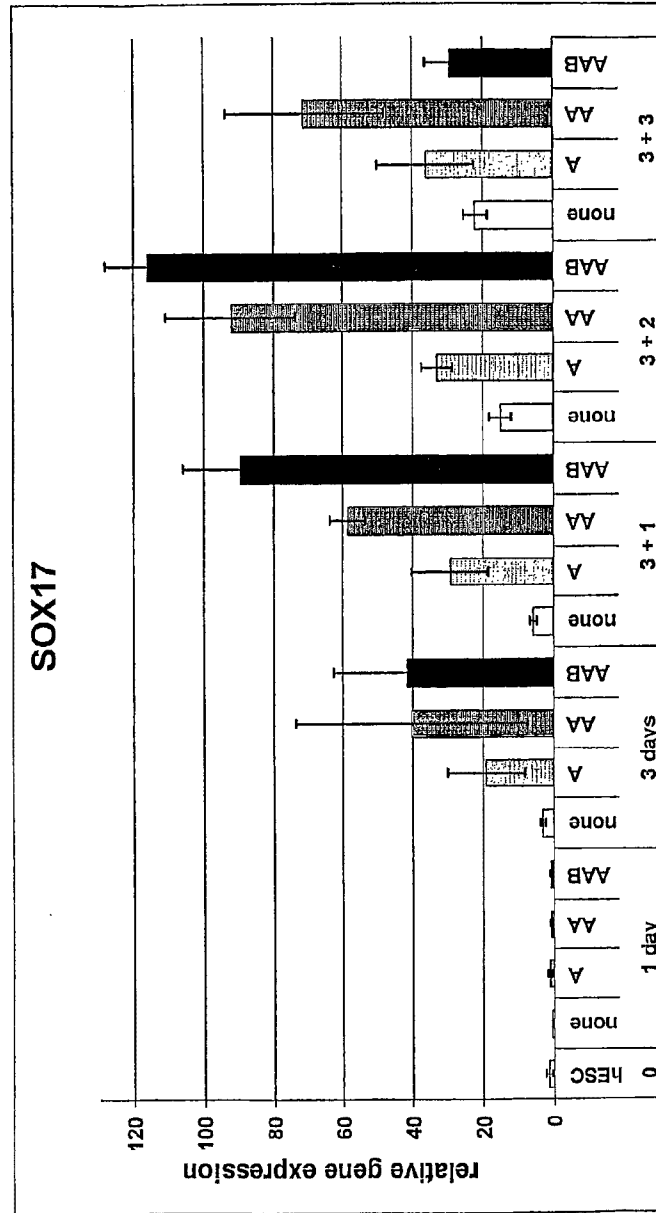 SOX17
relative gene expression
120
100
80
60
40
20
0
hESC none A AA AAB none A AA AAB none A AA AAB none A AA AAB none A AA AAB
0 1 day 3 days 3 + 1 3 + 2 3 + 3